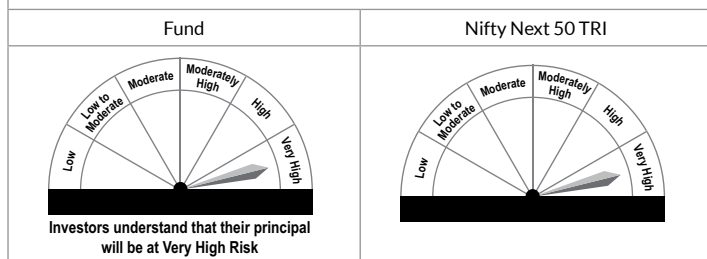 Fund
Nifty Next 50 TRI
Low
Low to
Moderate
Moderate
Moderately
High
High
Very High
Investors understand that their principal
will be at Very High Risk
Low
Low to
Moderate
Moderate
Moderately
High
High
Very High